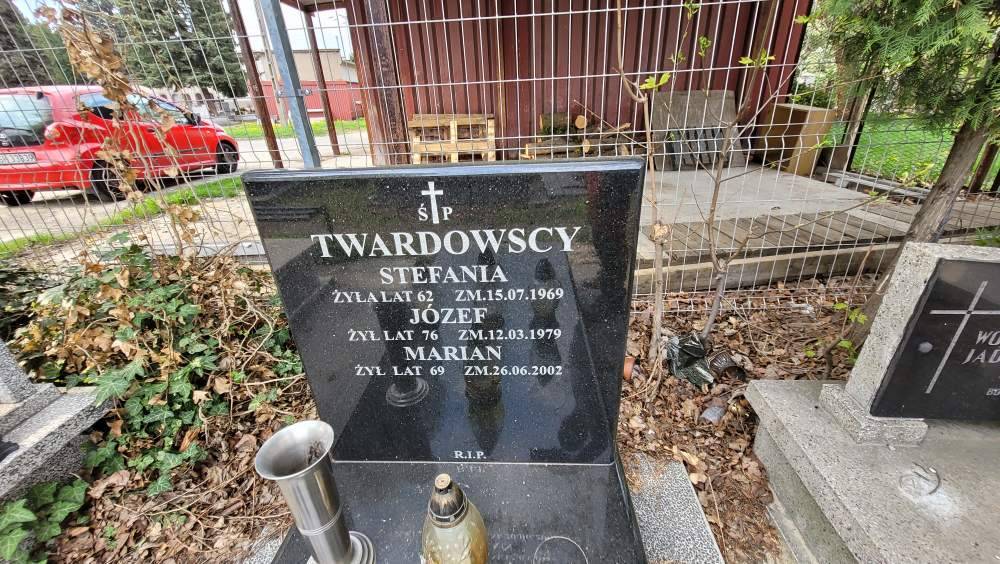 Ś P
TWARDOWSCY
STEFANIA
ŻYŁA LAT 62 ZM.15.07.1969
JÓZEF
ŻYŁ LAT 76 ZM.12.03.1979
MARIAN
ŻYŁ LAT 69 ZM.26.06.2002
R.I.P.